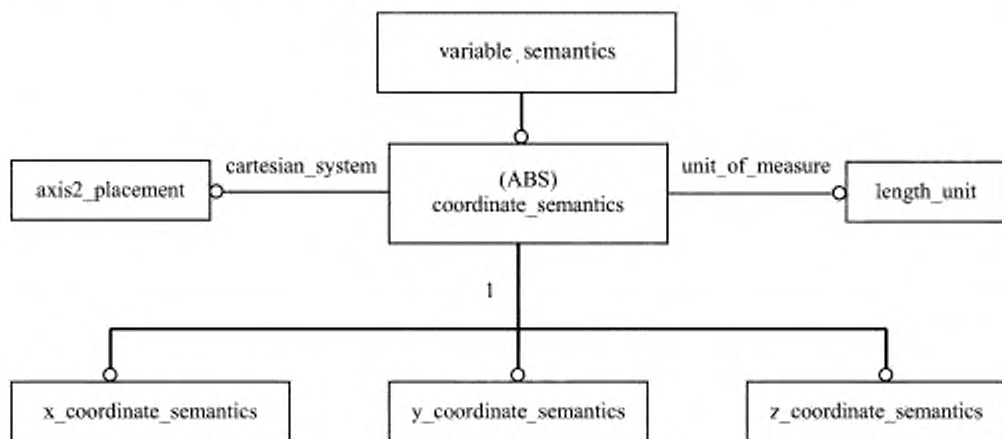 variable_semantics
cartesian_system
unit_of_measure
axis2_placement
(ABS)
coordinate_semantics
length_unit
1
x_coordinate_semantics
y_coordinate_semantics
z_coordinate_semantics